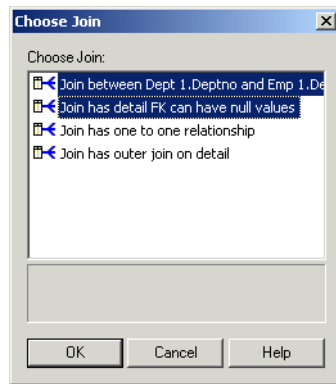 Choose Join
Choose Join:
Join between Dept 1.Deptno and Emp 1.De
Join has detail FK can have null values
Join has one to one relationship
Join has outer join on detail
OK
Cancel
Help